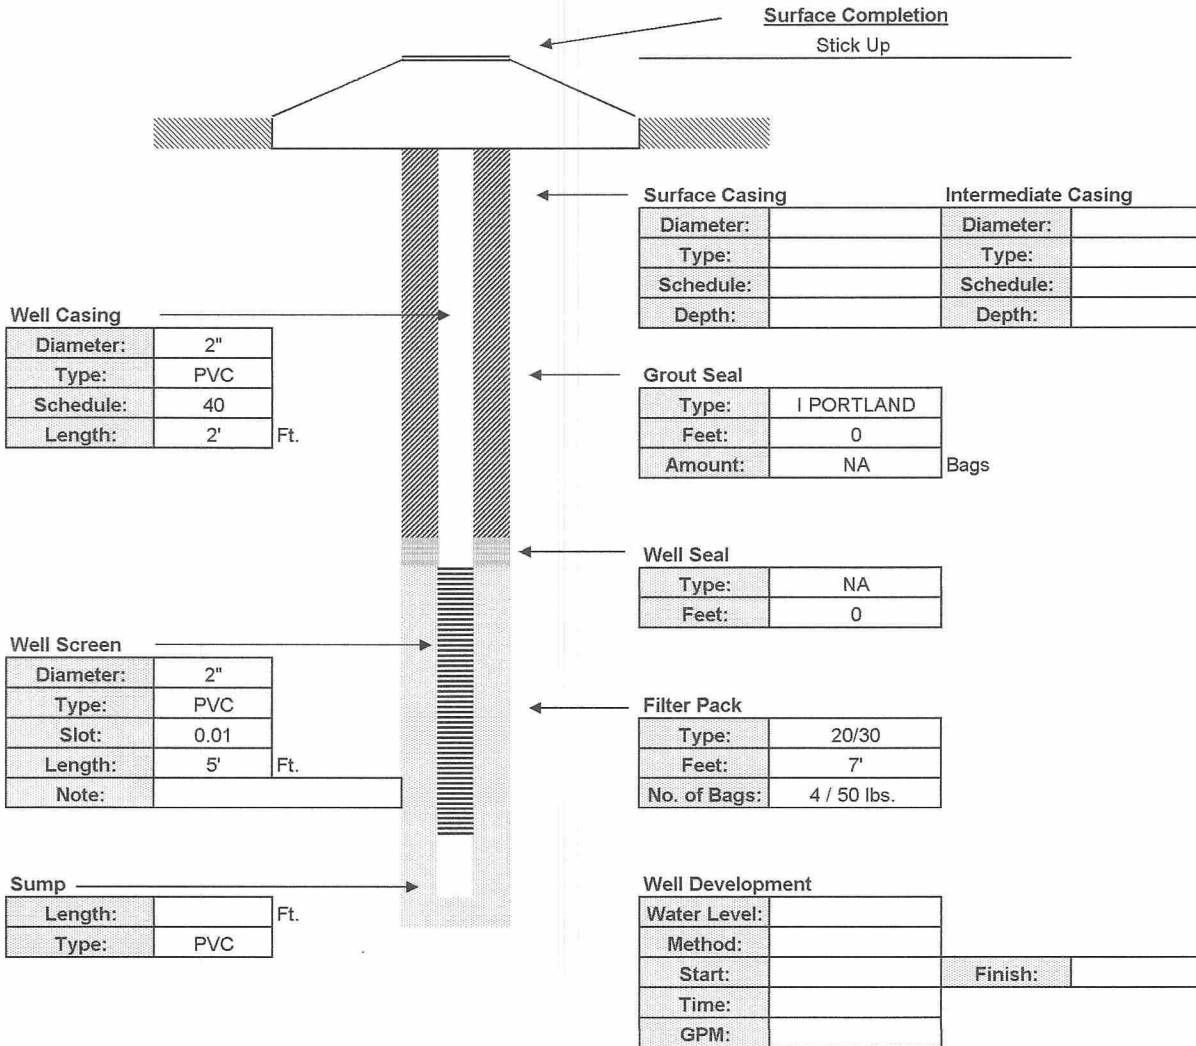 Surface Completion
Stick Up
Surface Casing Intermediate Casing
Diameter: Diameter:
Type: Type:
Schedule: Schedule:
Depth: Depth:
Well Casing
Diameter: 2"
Type: PVC
Schedule: 40
Length: 2' Ft.
Grout Seal
Type: I PORTLAND
Feet: 0
Amount: NA Bags
Well Seal
Type: NA
Feet: 0
Well Screen
Diameter: 2"
Type: PVC
Slot: 0.01
Length: 5' Ft.
Note:
Filter Pack
Type: 20/30
Feet: 7'
No. of Bags: 4 / 50 lbs.
Sump
Length: Ft.
Type: PVC
Well Development
Water Level:
Method:
Start: Finish:
Time:
GPM: